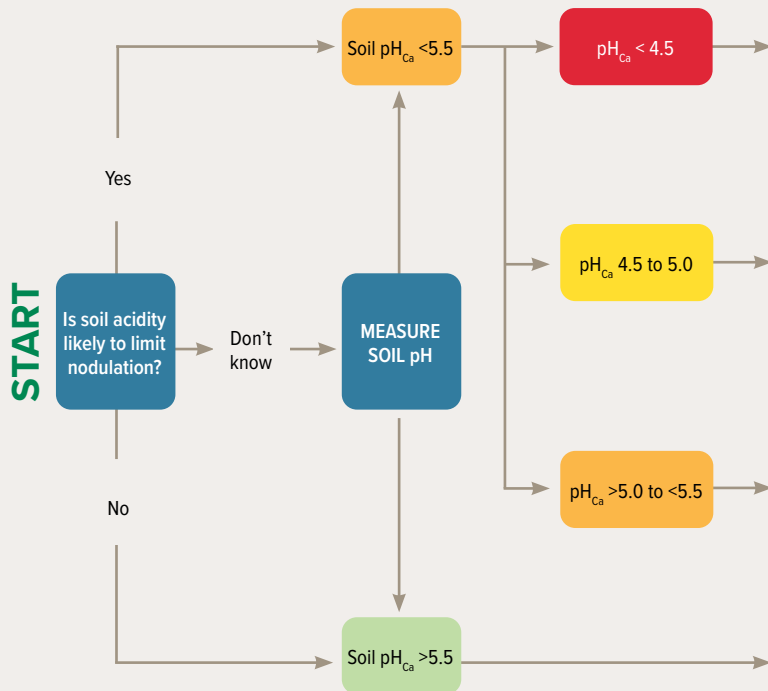 START
Is soil acidity
likely to limit
nodulation?
Yes
Don't
know
No
MEASURE
SOIL pH
Soil pHCa <5.5
Soil pHCa >5.5
pHCa < 4.5
pHCa 4.5 to 5.0
pHCa >5.0 to <5.5